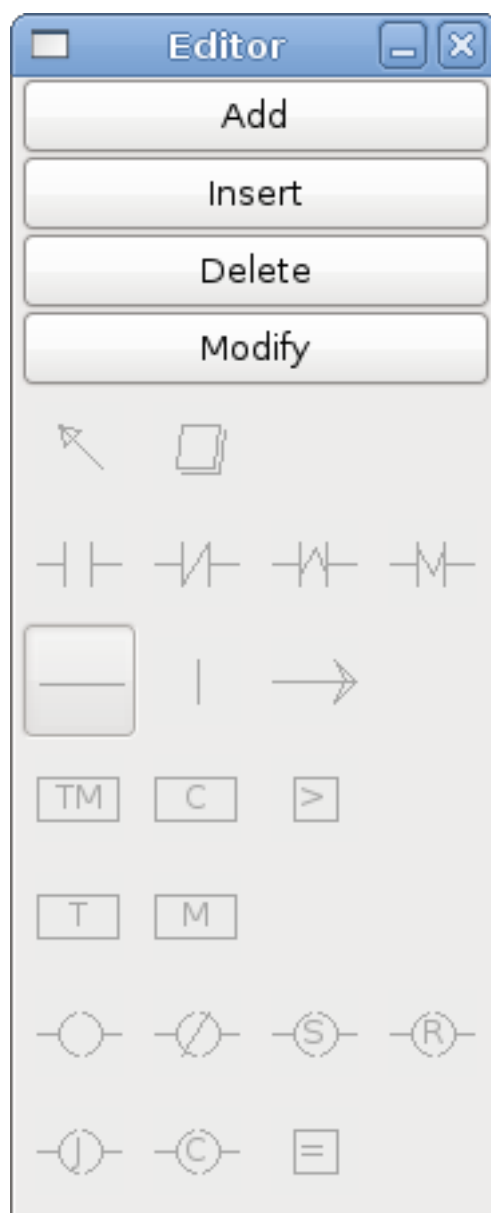 Editor
Add
Insert
Delete
Modify
TM C >
T M
S R
J C =